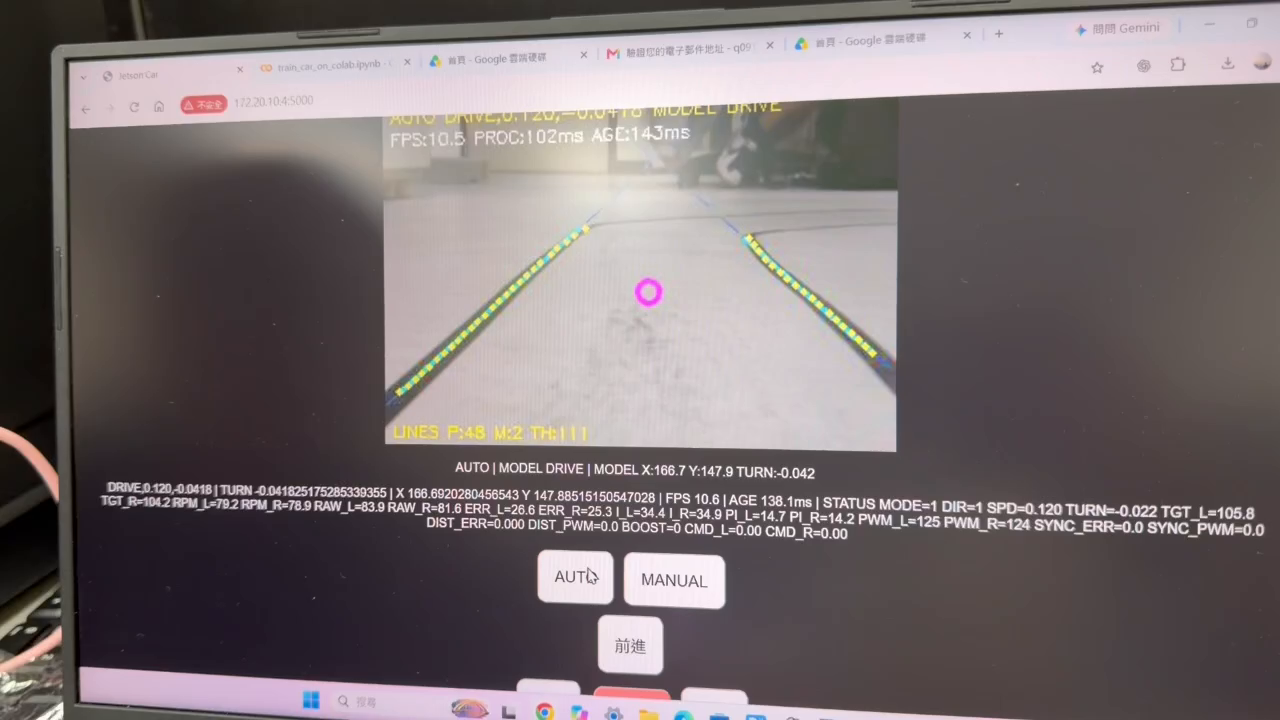 Jetson Car
train_car_on_colab.ipynb -
首頁 - Google 雲端硬碟
驗證您的電子郵件地址 - q09
首頁 - Google 雲端硬碟
問問 Gemini
不安全
172.20.10.4:5000
AUTO DRIVE,0.120,-0.0418 MODEL DRIVE
FPS:10.5 PROC:102ms AGE:143ms
LINES P:48 M:2 TH:111
AUTO | MODEL DRIVE | MODEL X:166.7 Y:147.9 TURN:-0.042
DRIVE,0.120,-0.0418 | TURN -0.041825175285339355 | X 166.6920280456543 Y 147.88515150547028 | FPS 10.6 | AGE 138.1ms | STATUS MODE=1 DIR=1 SPD=0.120 TURN=-0.022 TGT_L=105.8
TGT_R=104.2 RPM_L=79.2 RPM_R=78.9 RAW_L=83.9 RAW_R=81.6 ERR_L=26.6 ERR_R=25.3 I_L=34.4 I_R=34.9 PI_L=14.7 PI_R=14.2 PWM_L=125 PWM_R=124 SYNC_ERR=0.0 SYNC_PWM=0.0
DIST_ERR=0.000 DIST_PWM=0.0 BOOST=0 CMD_L=0.00 CMD_R=0.00
AUTO
MANUAL
前進
搜尋